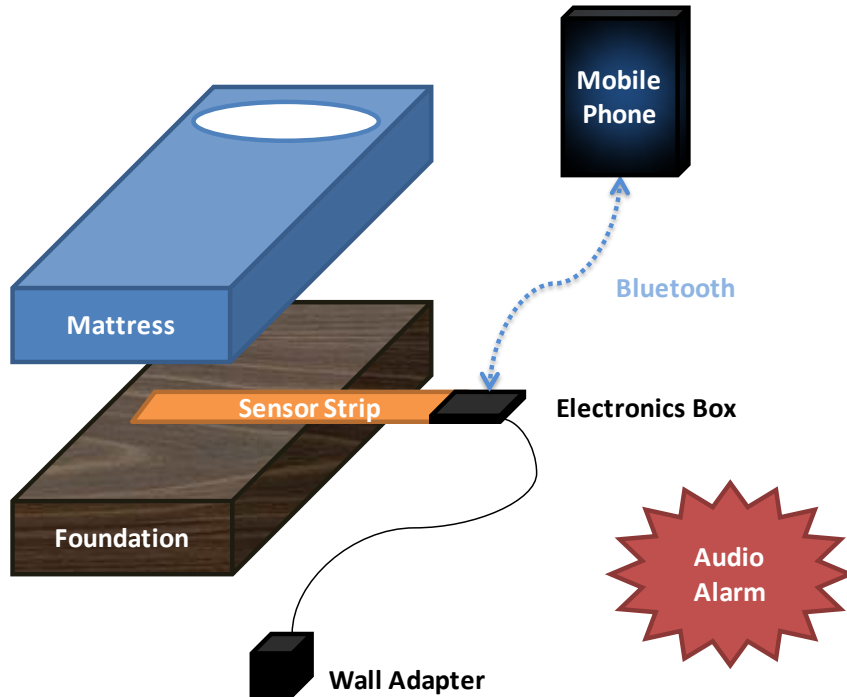 Mobile
Phone
Bluetooth
Mattress
Sensor Strip
Electronics Box
Foundation
Audio
Alarm
Wall Adapter